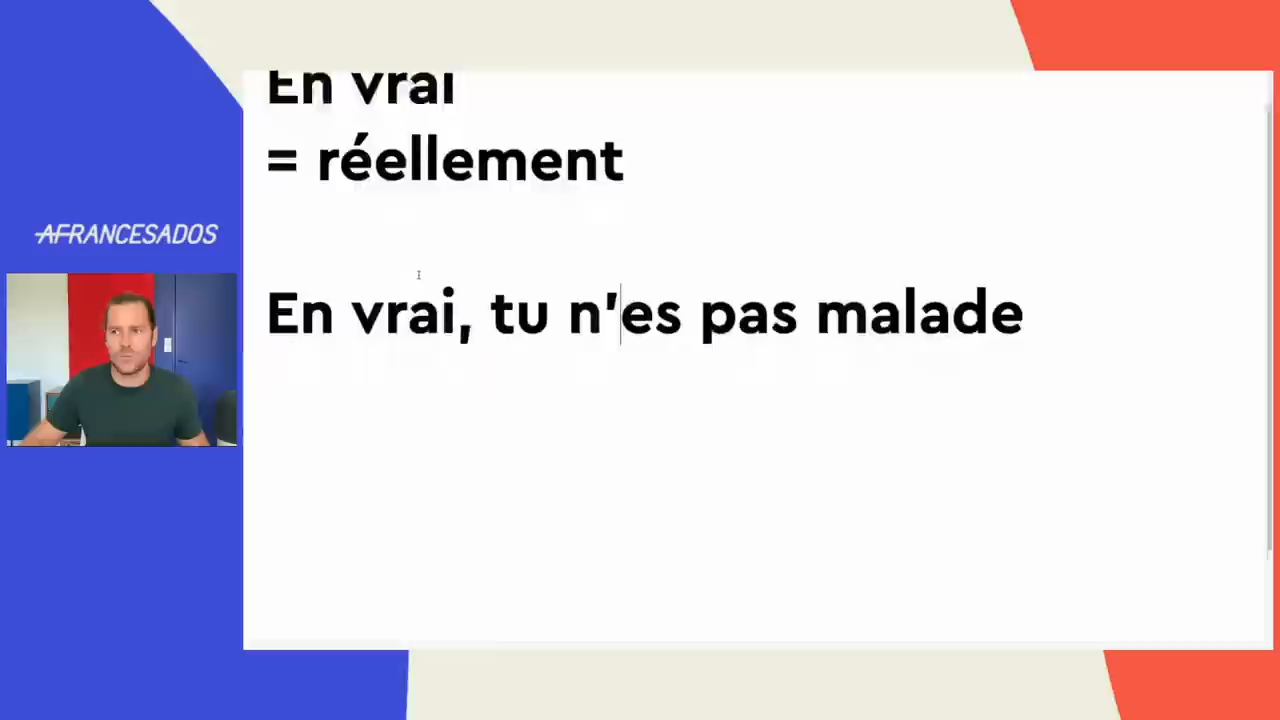 En vrai
= réellement
AFRANCESADOS
En vrai, tu n'es pas malade